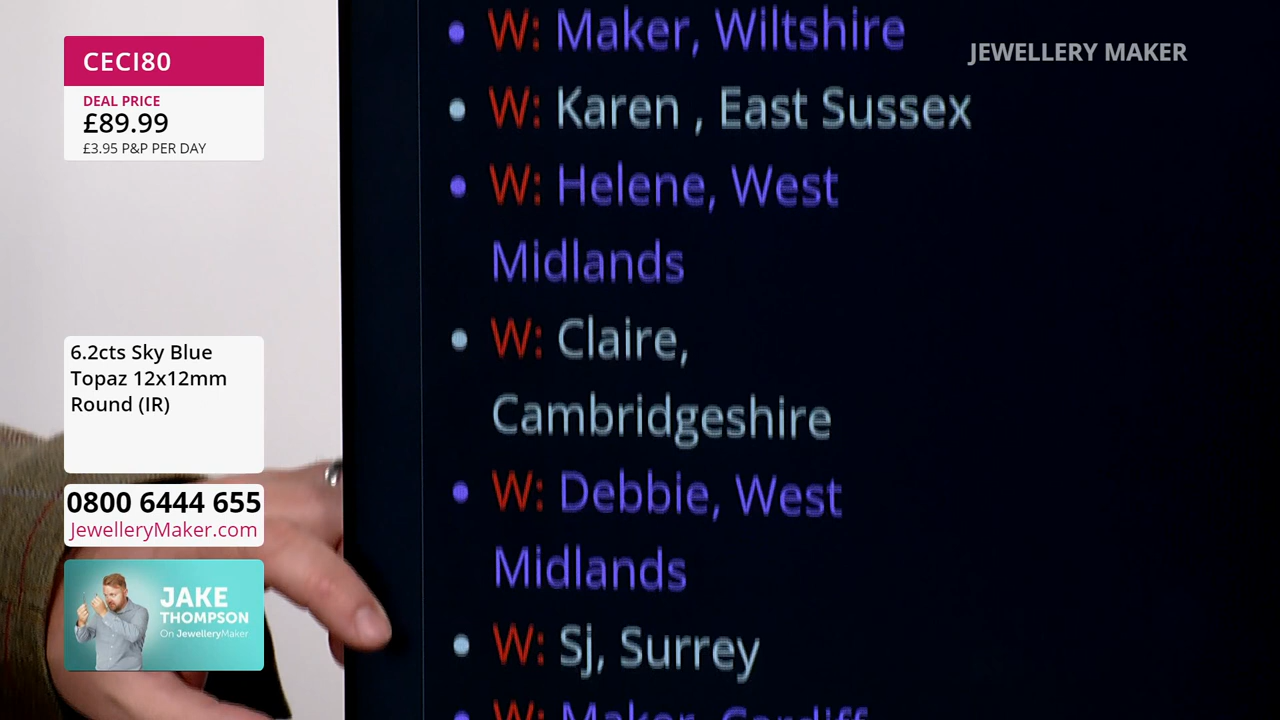 CECI80
DEAL PRICE
£89.99
£3.95 P&P PER DAY
6.2cts Sky Blue
Topaz 12x12mm
Round (IR)
0800 6444 655
JewelleryMaker.com
JAKE
THOMPSON
On JewelleryMaker
JEWELLERY MAKER
• W: Maker, Wiltshire
• W: Karen , East Sussex
• W: Helene, West
Midlands
• W: Claire,
Cambridgeshire
• W: Debbie, West
Midlands
• W: Sj, Surrey
• W: Maker, Cardiff